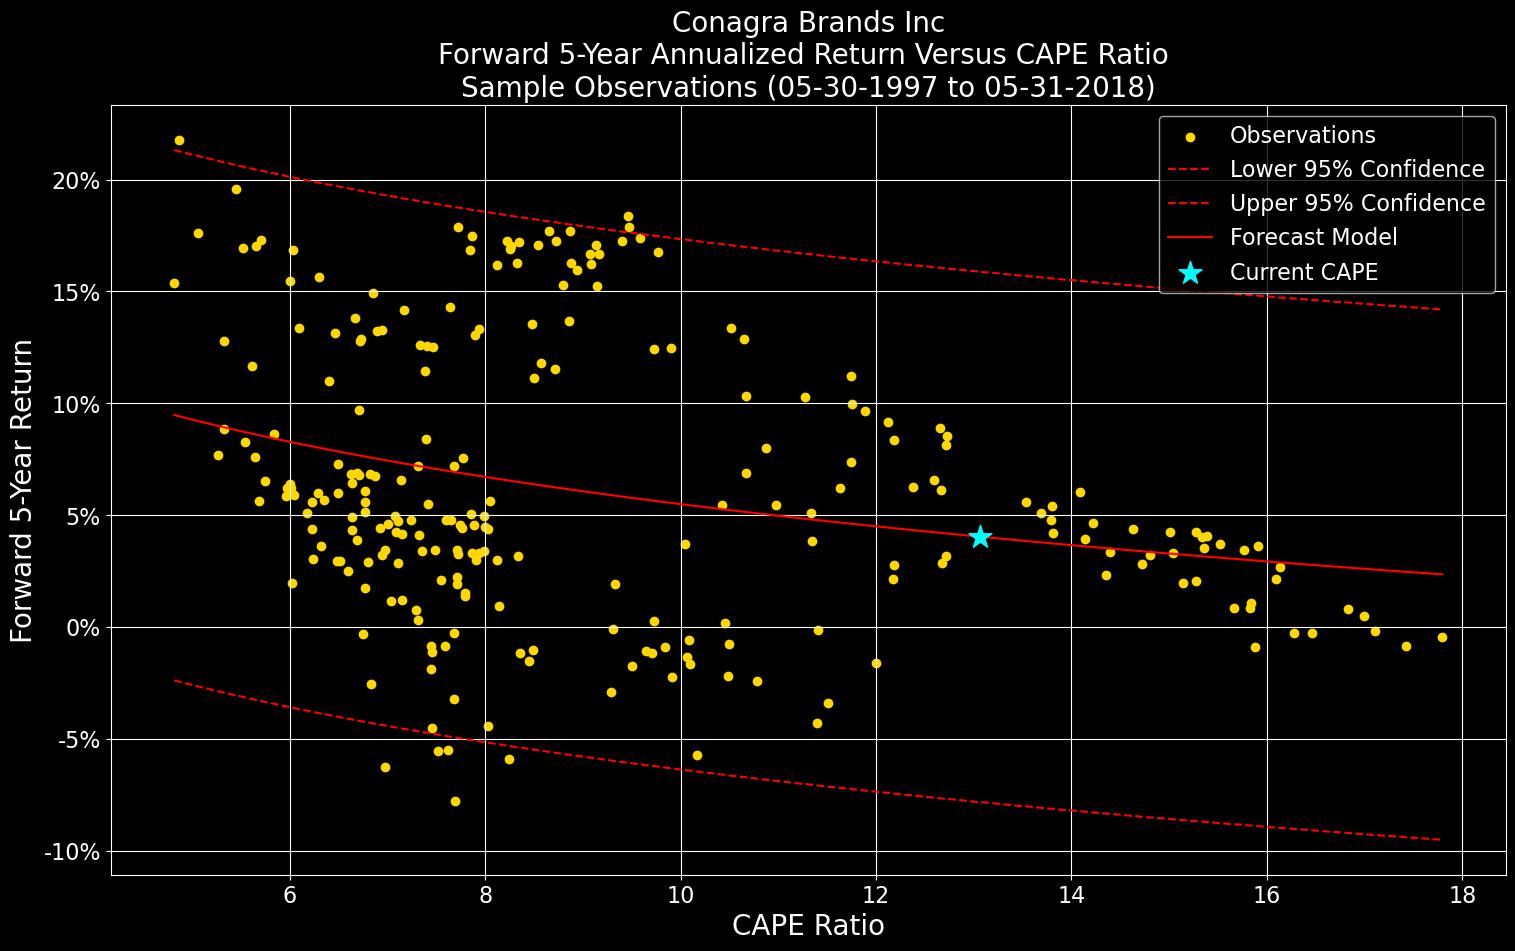 Conagra Brands Inc
Forward 5-Year Annualized Return Versus CAPE Ratio
Sample Observations (05-30-1997 to 05-31-2018)
Observations
Lower 95% Confidence
Upper 95% Confidence
Forecast Model
Current CAPE
Forward 5-Year Return
20%
15%
10%
5%
0%
-5%
-10%
6 8 10 12 14 16 18
CAPE Ratio